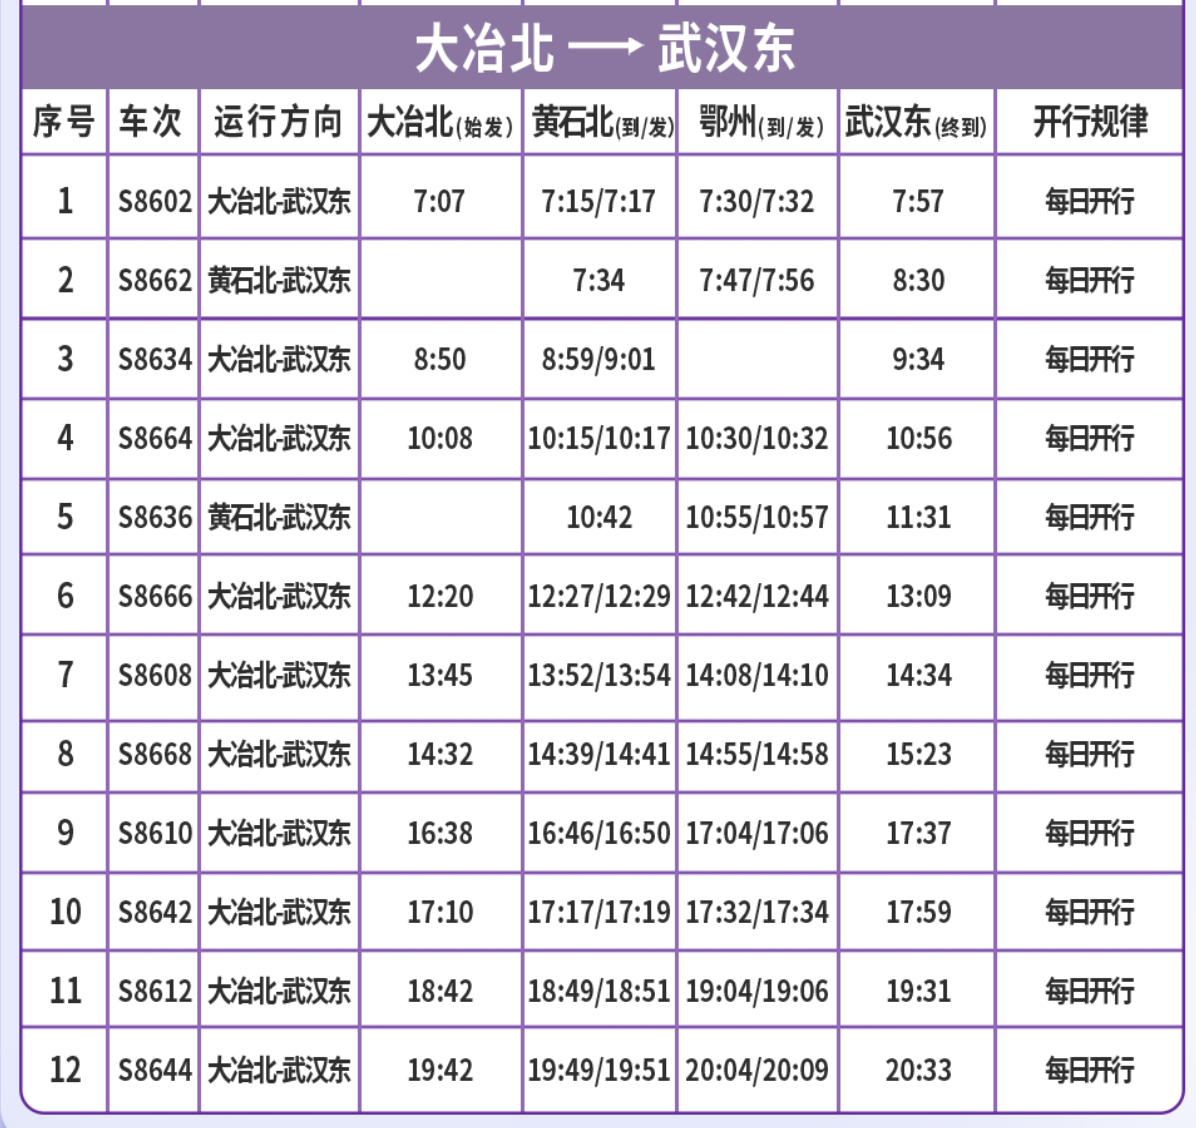 大冶北 → 武汉东
序号 车次 运行方向 大冶北(始发) 黄石北(到/发) 鄂州(到/发) 武汉东(终到) 开行规律
1 S8602 大冶北-武汉东 7:07 7:15/7:17 7:30/7:32 7:57 每日开行
2 S8662 黄石北-武汉东 7:34 7:47/7:56 8:30 每日开行
3 S8634 大冶北-武汉东 8:50 8:59/9:01 9:34 每日开行
4 S8664 大冶北-武汉东 10:08 10:15/10:17 10:30/10:32 10:56 每日开行
5 S8636 黄石北-武汉东 10:42 10:55/10:57 11:31 每日开行
6 S8666 大冶北-武汉东 12:20 12:27/12:29 12:42/12:44 13:09 每日开行
7 S8608 大冶北-武汉东 13:45 13:52/13:54 14:08/14:10 14:34 每日开行
8 S8668 大冶北-武汉东 14:32 14:39/14:41 14:55/14:58 15:23 每日开行
9 S8610 大冶北-武汉东 16:38 16:46/16:50 17:04/17:06 17:37 每日开行
10 S8642 大冶北-武汉东 17:10 17:17/17:19 17:32/17:34 17:59 每日开行
11 S8612 大冶北-武汉东 18:42 18:49/18:51 19:04/19:06 19:31 每日开行
12 S8644 大冶北-武汉东 19:42 19:49/19:51 20:04/20:09 20:33 每日开行